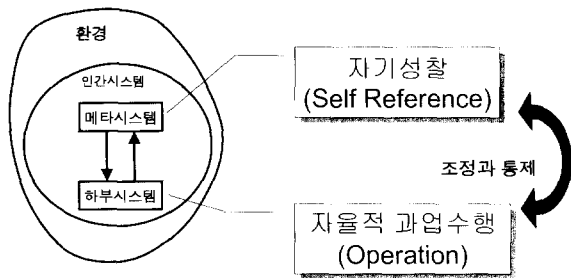 환경
인간시스템
메타시스템
하부시스템
자기성찰
(Self Reference)
조정과 통제
자율적 과업수행
(Operation)